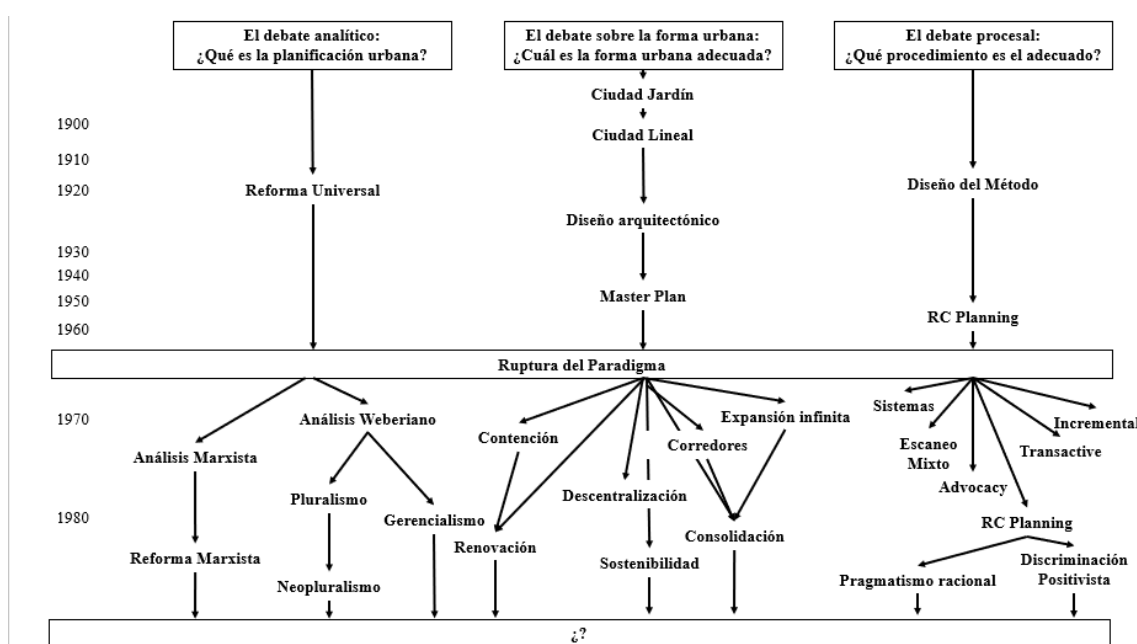 El debate analítico:
¿Qué es la planificación urbana?
El debate sobre la forma urbana:
¿Cuál es la forma urbana adecuada?
El debate procesal:
¿Qué procedimiento es el adecuado?
Ciudad Jardín
1900
Ciudad Lineal
1910
1920
Reforma Universal
Diseño del Método
Diseño arquitectónico
1930
1940
1950
Master Plan
RC Planning
1960
Ruptura del Paradigma
1970
Análisis Weberiano
Análisis Marxista
Contención
Corredores
Expansión infinita
Sistemas
Incremental
Escaneo
Mixto
Transactive
Advocacy
Pluralismo
Descentralización
1980
Gerencialismo
Renovación
Consolidación
RC Planning
Reforma Marxista
Sostenibilidad
Neopluralismo
Pragmatismo racional
Discriminación
Positivista
¿?